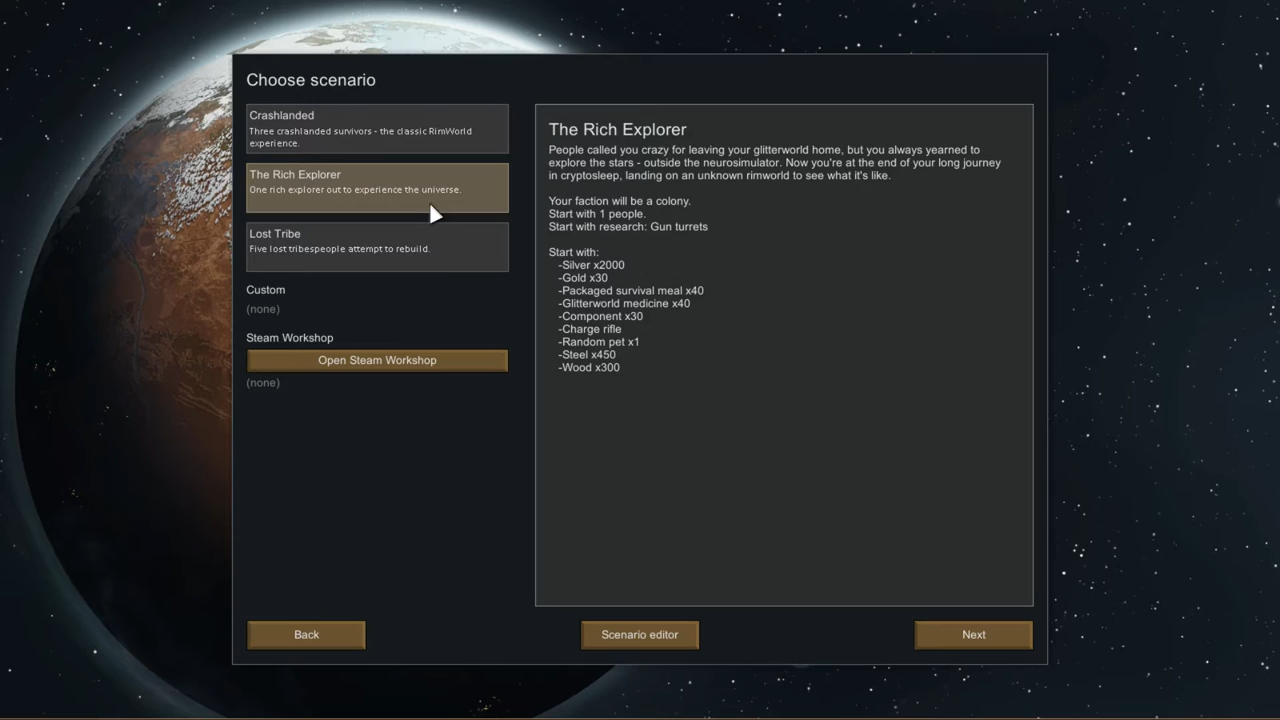 Choose scenario
Crashlanded
Three crashlanded survivors - the classic RimWorld
experience.
The Rich Explorer
One rich explorer out to experience the universe.
Lost Tribe
Five lost tribespeople attempt to rebuild.
Custom
(none)
Steam Workshop
Open Steam Workshop
(none)
The Rich Explorer
People called you crazy for leaving your glitterworld home, but you always yearned to
explore the stars - outside the neurosimulator. Now you're at the end of your long journey
in cryptosleep, landing on an unknown rimworld to see what it's like.
Your faction will be a colony.
Start with 1 people.
Start with research: Gun turrets
Start with:
-Silver x2000
-Gold x30
-Packaged survival meal x40
-Glitterworld medicine x40
-Component x30
-Charge rifle
-Random pet x1
-Steel x450
-Wood x300
Back
Scenario editor
Next